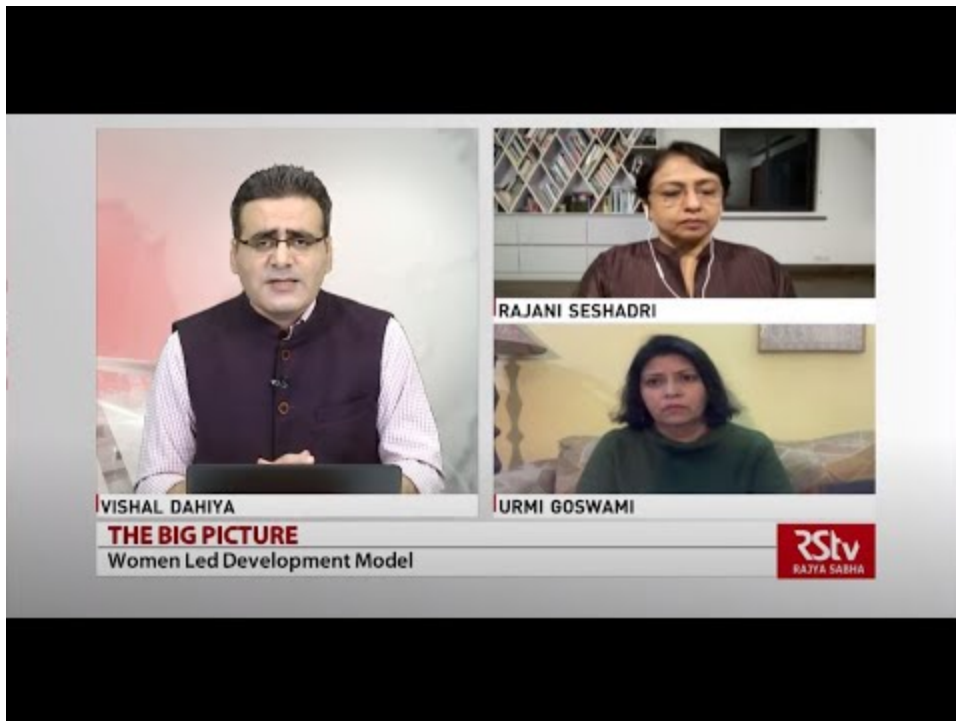 RAJANI SESHADRI
VISHAL DAHIYA
URMI GOSWAMI
THE BIG PICTURE
Women Led Development Model
RStv
RAJYA SABHA